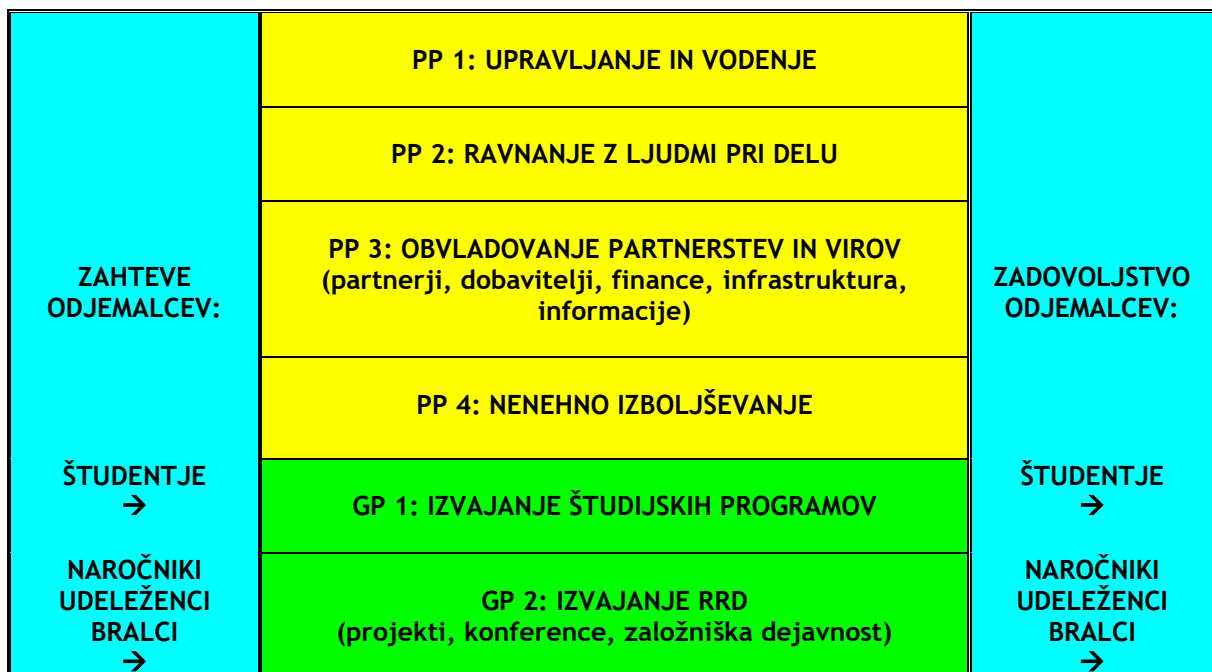 ZAHTEVE
ODJEMALCEV:
ŠTUDENTJE
→
NAROČNIKI
UDELEŽENCI
BRALCI
→
PP 1: UPRAVLJANJE IN VODENJE
PP 2: RAVNANJE Z LJUDMI PRI DELU
PP 3: OBVLADOVANJE PARTNERSTEV IN VIROV
(partnerji, dobavitelji, finance, infrastruktura,
informacije)
PP 4: NENEHNO IZBOLJŠEVANJE
GP 1: IZVAJANJE ŠTUDIJSKIH PROGRAMOV
GP 2: IZVAJANJE RRD
(projekti, konference, založniška dejavnost)
ZADOVOLJSTVO
ODJEMALCEV:
ŠTUDENTJE
→
NAROČNIKI
UDELEŽENCI
BRALCI
→